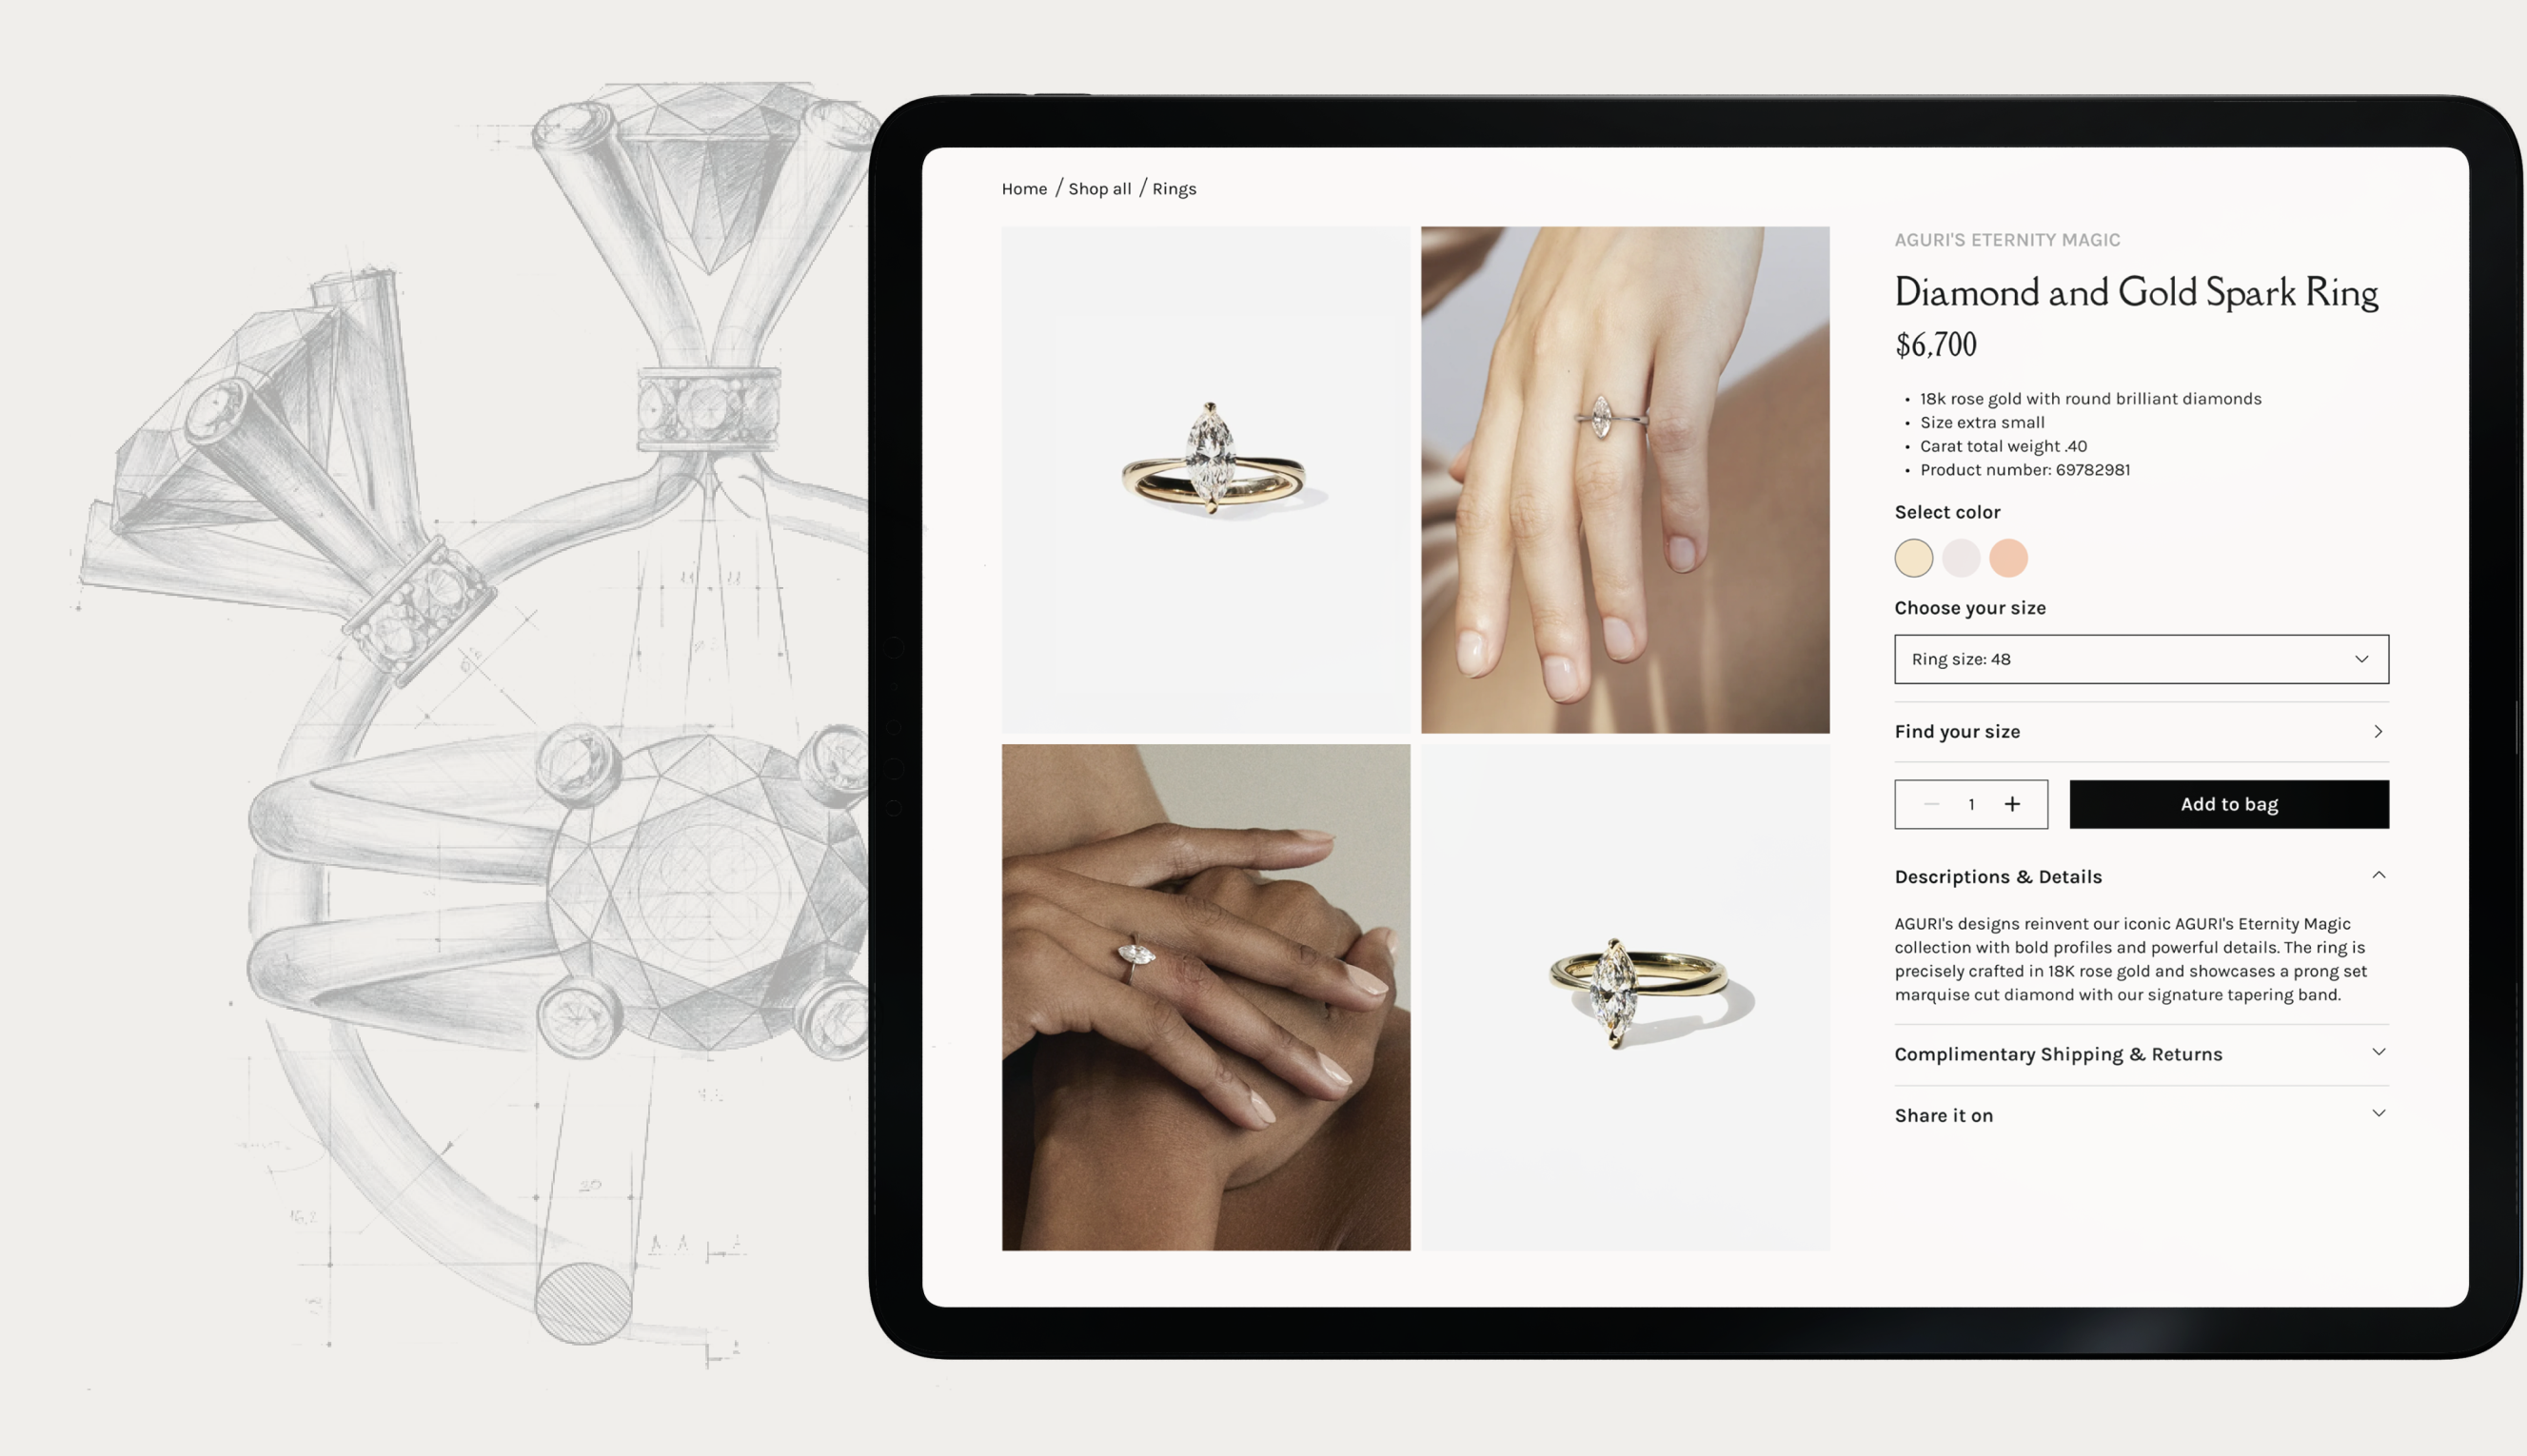 Home / Shop all / Rings
AGURI'S ETERNITY MAGIC
Diamond and Gold Spark Ring
$6,700
• 18k rose gold with round brilliant diamonds
• Size extra small
• Carat total weight .40
• Product number: 69782981
Select color
Choose your size
Ring size: 48
Find your size
1
Add to bag
Descriptions & Details
AGURI's designs reinvent our iconic AGURI's Eternity Magic
collection with bold profiles and powerful details. The ring is
precisely crafted in 18K rose gold and showcases a prong set
marquise cut diamond with our signature tapering band.
Complimentary Shipping & Returns
Share it on
20
16,2
A-A